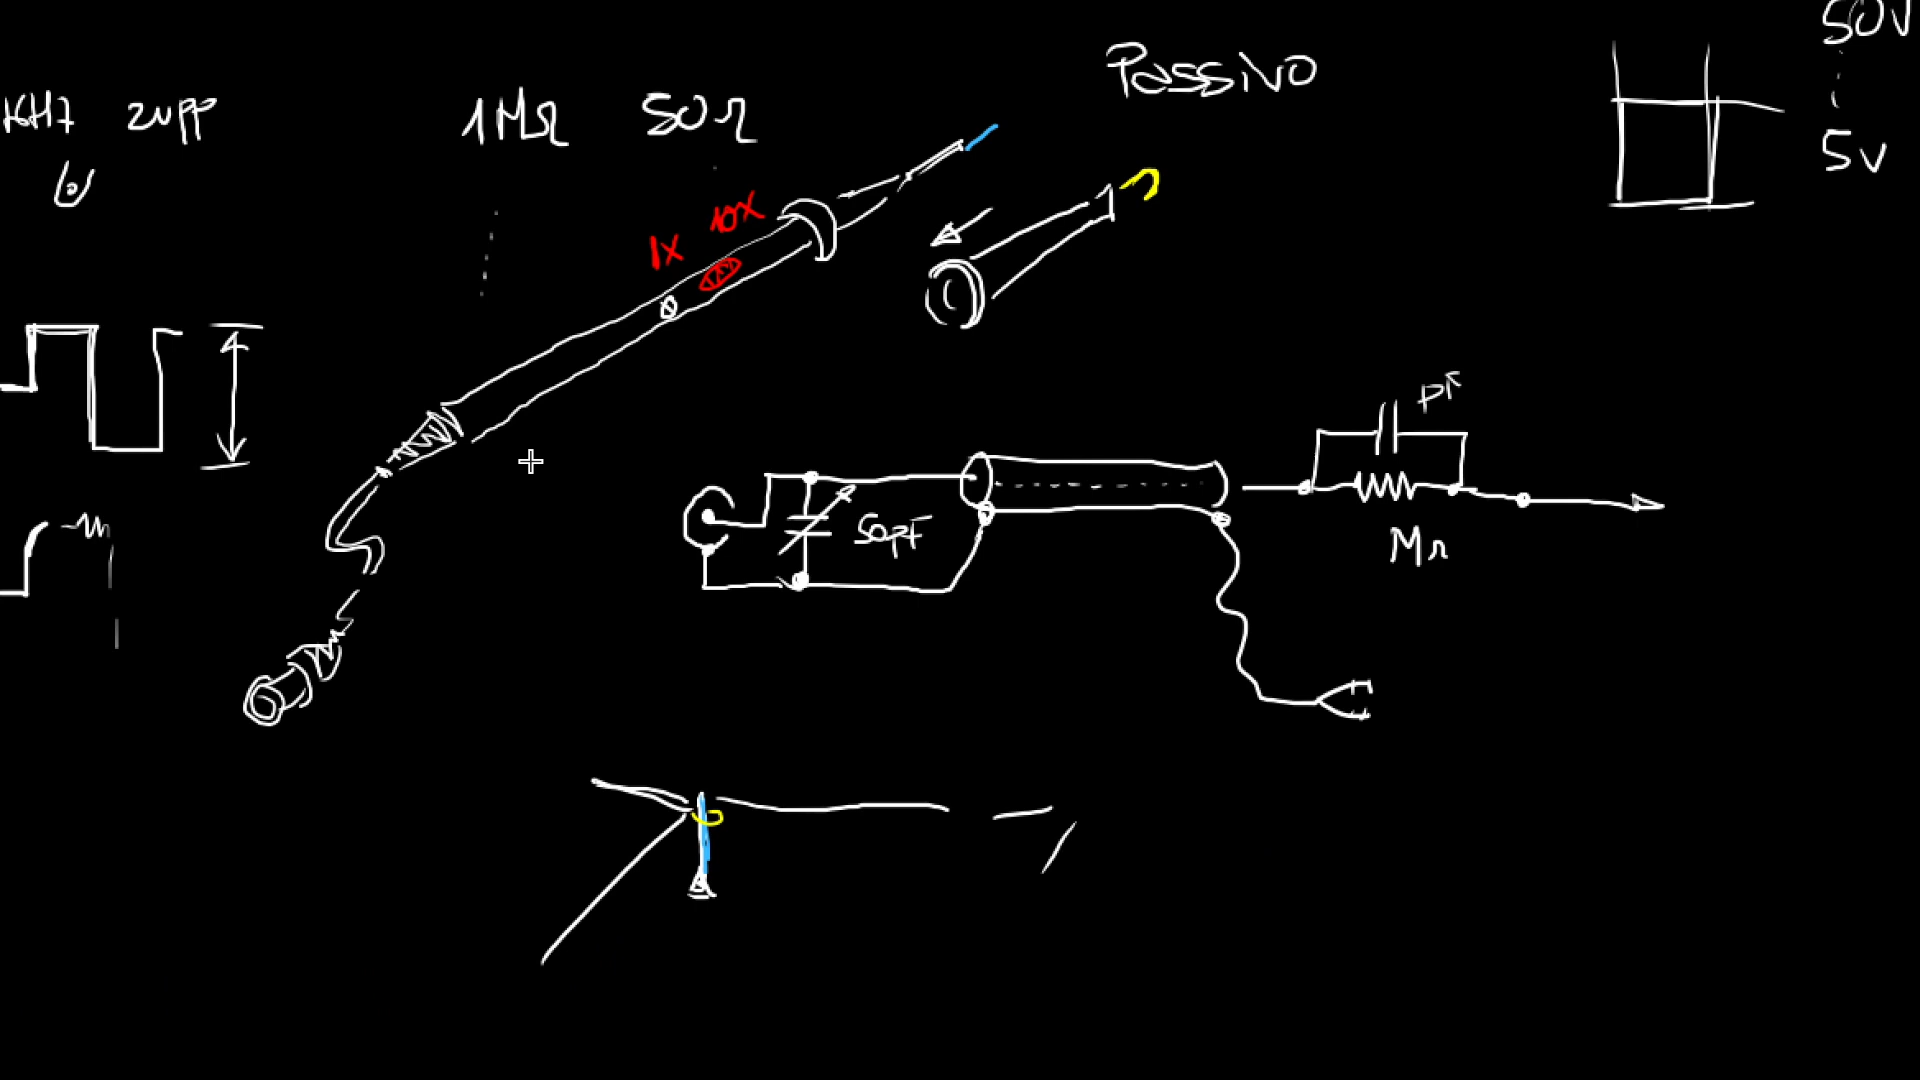 Passivo
50V
KHz 2Vpp
1MΩ 50Ω
5V
1X 10X
pF
50pF
MΩ